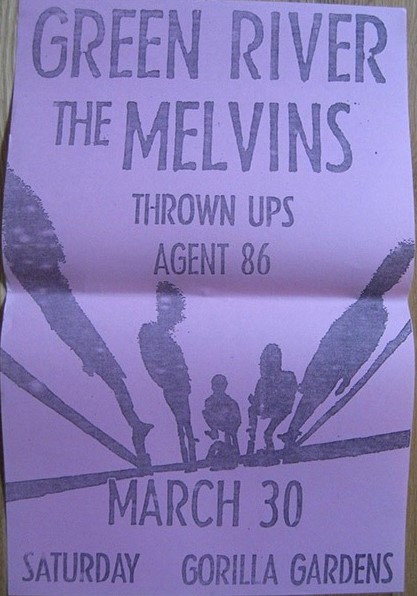 GREEN RIVER
THE MELVINS
THROWN UPS
AGENT 86
MARCH 30
SATURDAY GORILLA GARDENS